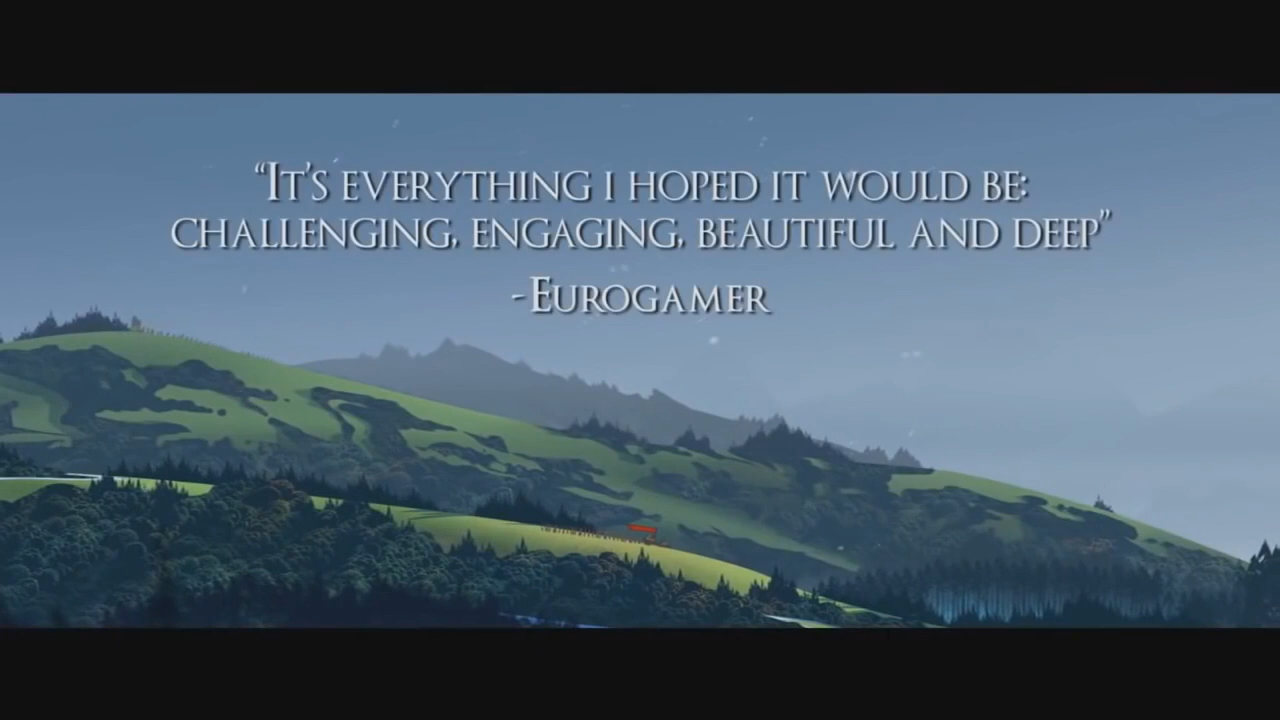 “It’s everything I hoped it would be:
challenging, engaging, beautiful and deep”
-Eurogamer